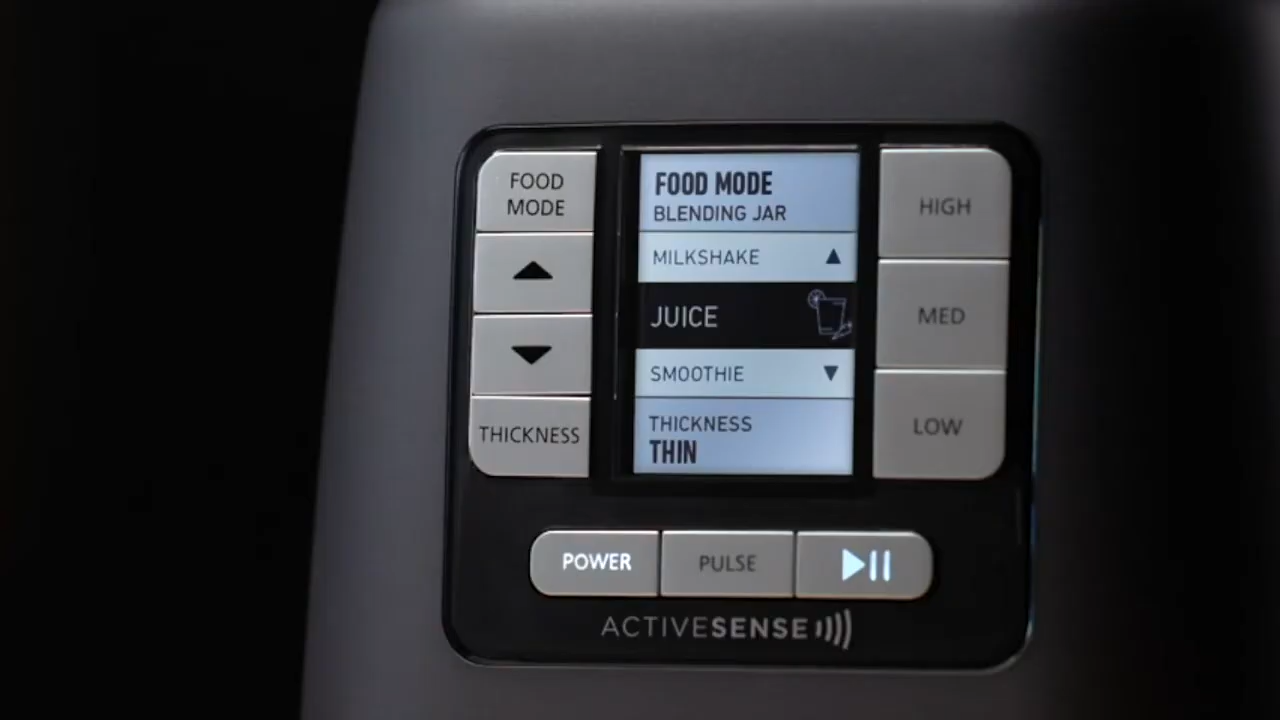 FOOD
MODE
THICKNESS
FOOD MODE
BLENDING JAR
MILKSHAKE
JUICE
SMOOTHIE
THICKNESS
THIN
HIGH
MED
LOW
POWER
PULSE
ACTIVESENSE